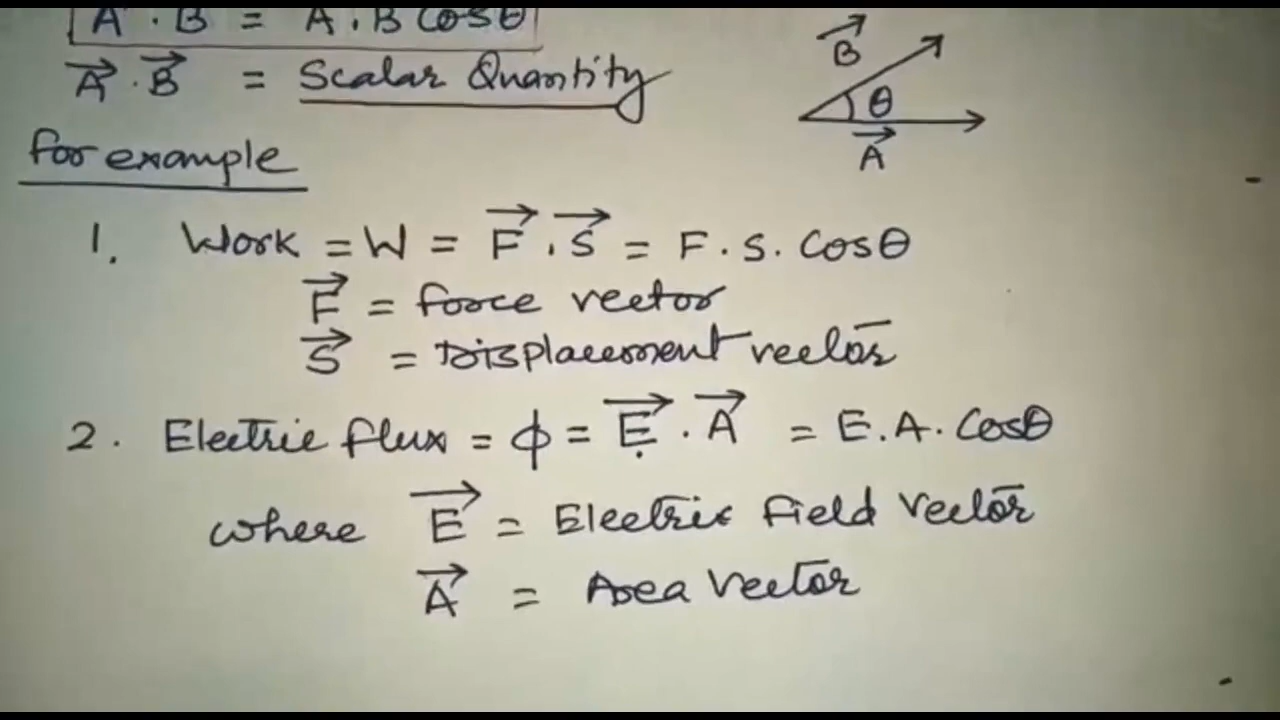 A⃗ . B⃗ = A . B Cosθ
A⃗ . B⃗ = Scalar Quantity
B⃗
θ
A⃗
for example
1. Work = W = F⃗ . S⃗ = F . S . Cosθ
F⃗ = force vector
S⃗ = Displacement vector
2 . Electric flux = ϕ = E⃗ . A⃗ = E . A . Cosθ
where E⃗ = Electric field Vector
A⃗ = Area Vector